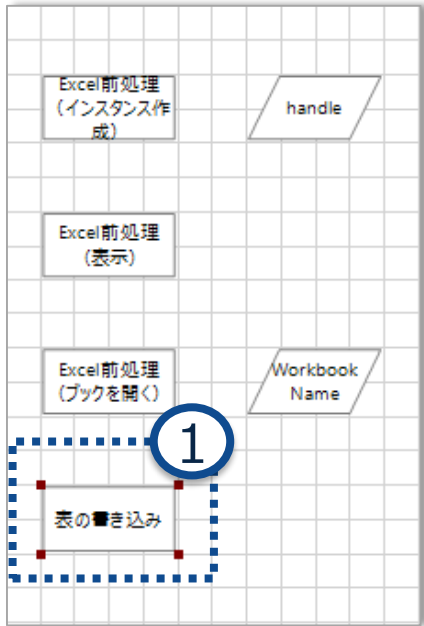 Excel前処理
（インスタンス作
成）
handle
Excel前処理
（表示）
Excel前処理
（ブックを開く）
Workbook
Name
1
表の書き込み